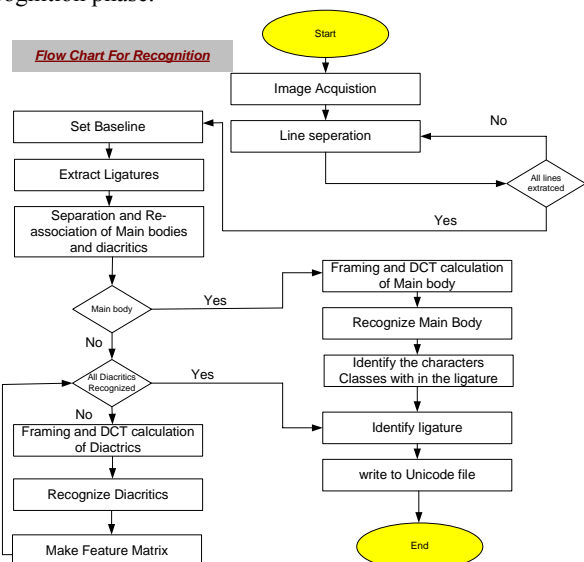 ognition phase.
Flow Chart For Recognition
Start
Image Acquistion
Line seperation
No
All lines
extratced
Yes
Set Baseline
Extract Ligatures
Separation and Re-
association of Main bodies
and diacritics
Main body
Yes
No
Framing and DCT calculation
of Main body
Recognize Main Body
Identify the characters
Classes with in the ligature
All Diacritics
Recognized
Yes
No
Identify ligature
write to Unicode file
End
Framing and DCT calculation
of Diactrics
Recognize Diacritics
Make Feature Matrix